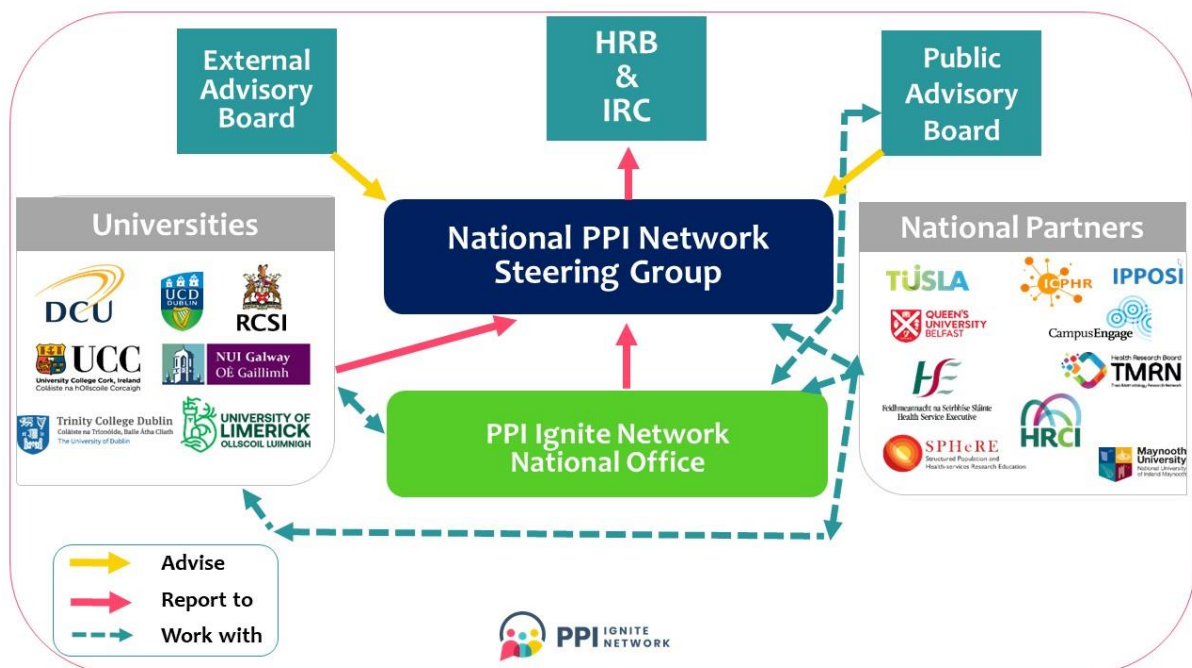 External
Advisory
Board
HRB
&
IRC
Public
Advisory
Board
Universities
DCU
UCD
DUBLIN
RCSI
UCC
University College Cork, Ireland
Coláiste na hOllscoile Corcaigh
NUI Galway
OÉ Gaillimh
Trinity College Dublin
Coláiste na Tríonóide, Baile Átha Cliath
The University of Dublin
UNIVERSITY OF
LIMERICK
OLLSCOIL LUIMNIGH
National PPI Network
Steering Group
PPI Ignite Network
National Office
National Partners
TUSLA
ICPHR
IPPOSI
QUEEN'S
UNIVERSITY
BELFAST
CampusEngage
Feidhmeannacht na Seirbhíse Sláinte
Health Service Executive
Health Research Board
TMRN
HRCI
SPHeRE
Structured Population and
Health-services Research Education
Maynooth
University
National University
of Ireland Maynooth
Advise
Report to
Work with
PPI IGNITE
NETWORK